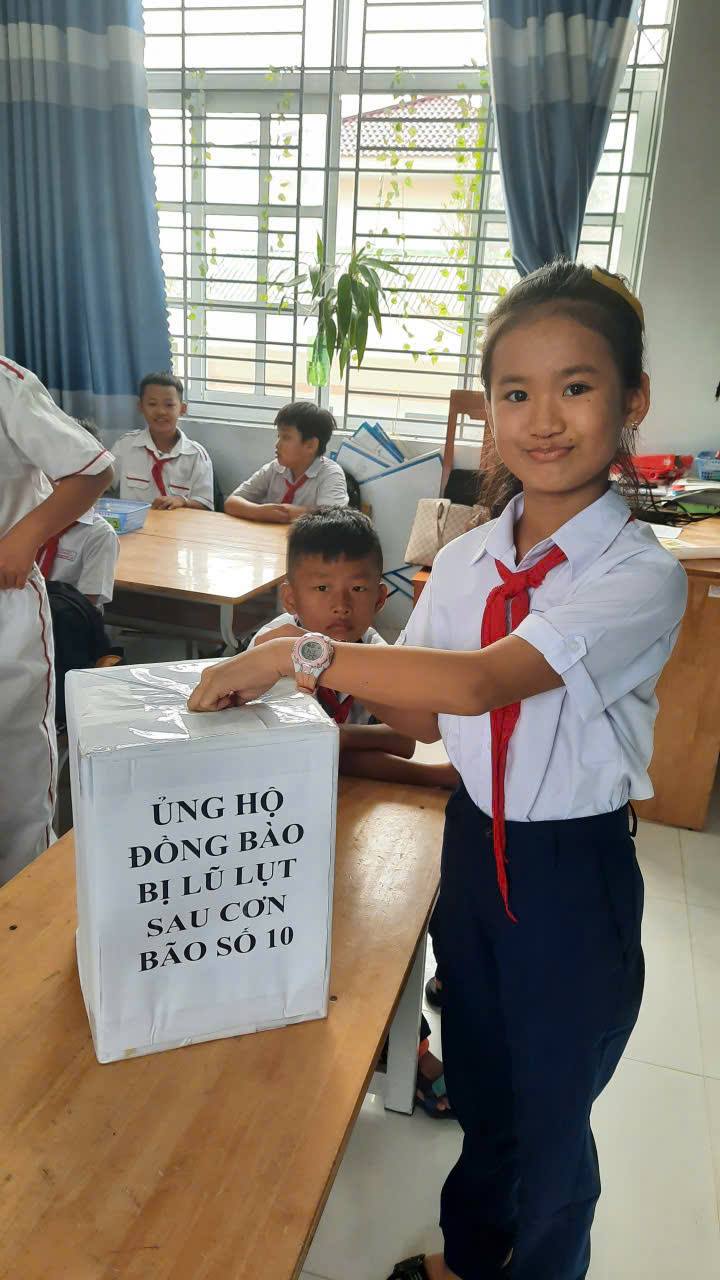 ỦNG HỘ
ĐỒNG BÀO
BỊ LŨ LỤT
SAU CƠN
BÃO SỐ 10